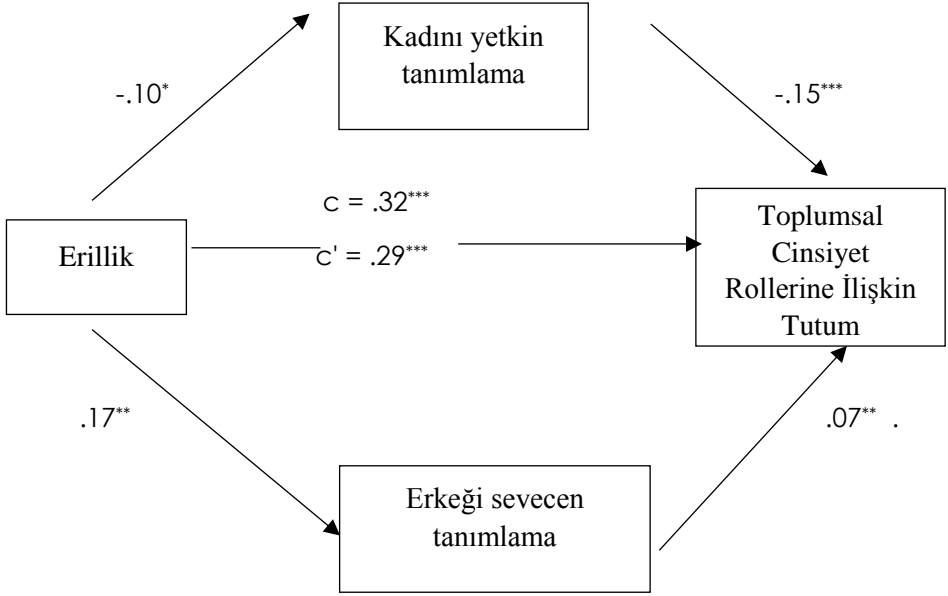 Kadını yetkin
tanımlama
-.10*
-.15***
c = .32***
c' = .29***
Erillik
Toplumsal
Cinsiyet
Rollerine İlişkin
Tutum
.17**
.07** .
Erkeği sevecen
tanımlama